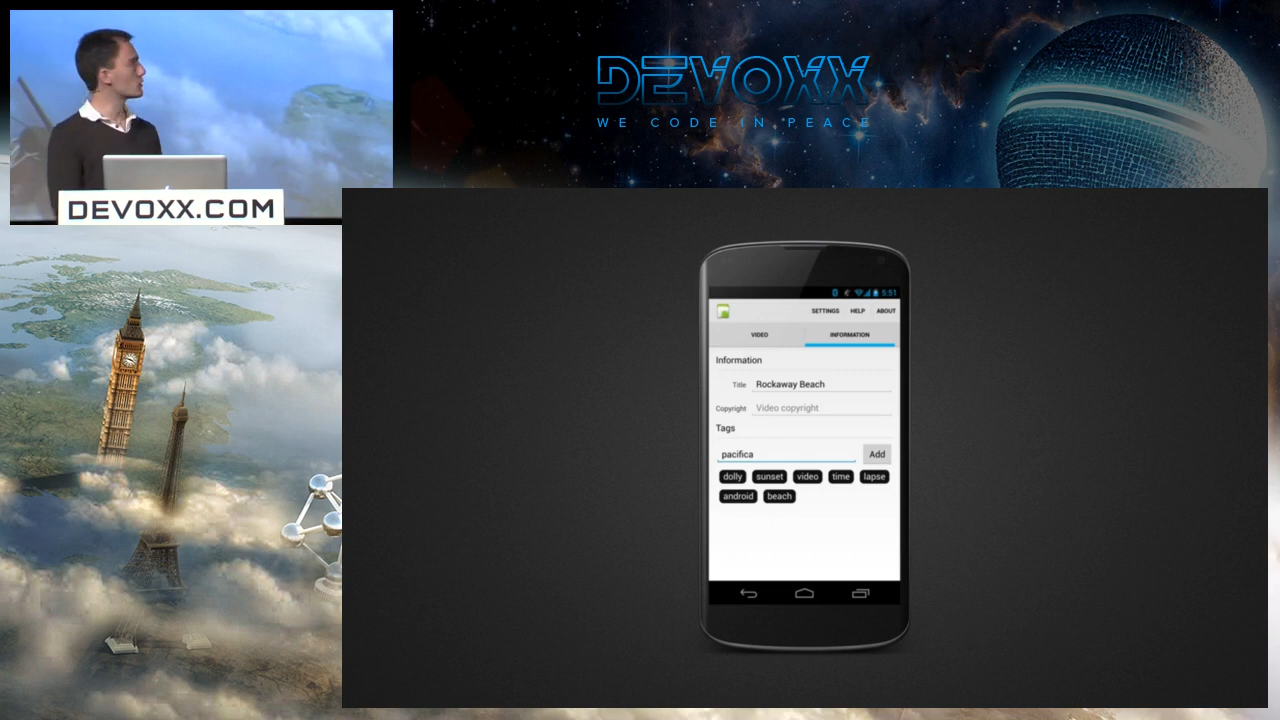 DEVOXX
WE CODE IN PEACE
DEVOXX.COM
5:51
SETTINGS HELP ABOUT
VIDEO INFORMATION
Information
Title Rockaway Beach
Copyright Video copyright
Tags
pacifica Add
dolly sunset video time lapse
android beach